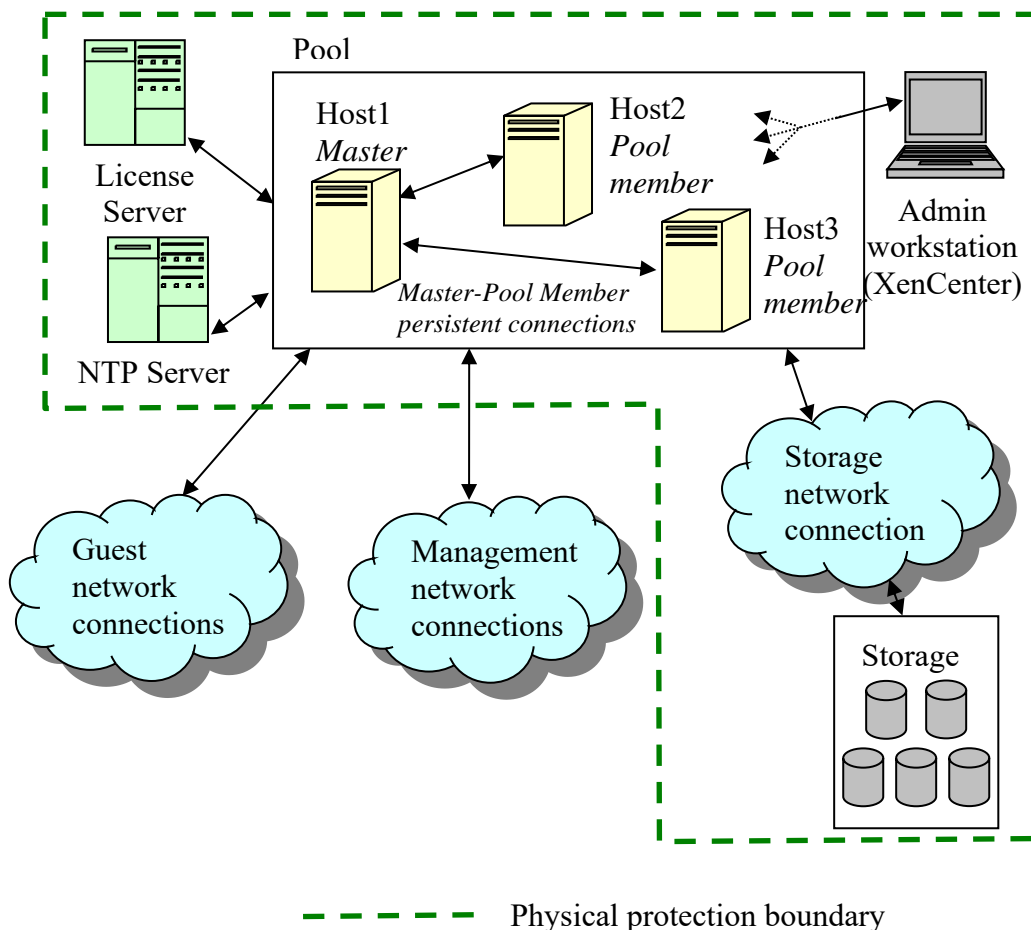 Pool
License
Server
NTP Server
Host1
Master
Host2
Pool
member
Host3
Pool
member
Master-Pool Member
persistent connections
Admin
workstation
(XenCenter)
Guest
network
connections
Management
network
connections
Storage
network
connection
Storage
Physical protection boundary